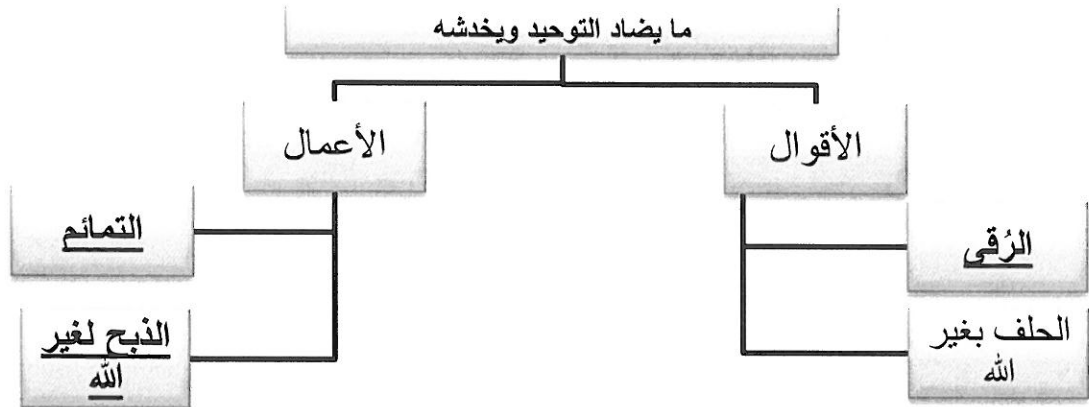 ما يضاد التوحيد ويخدشه
الأقوال
الأعمال
الرُقى
التمائم
الحلف بغير
الله
الذبح لغير
الله